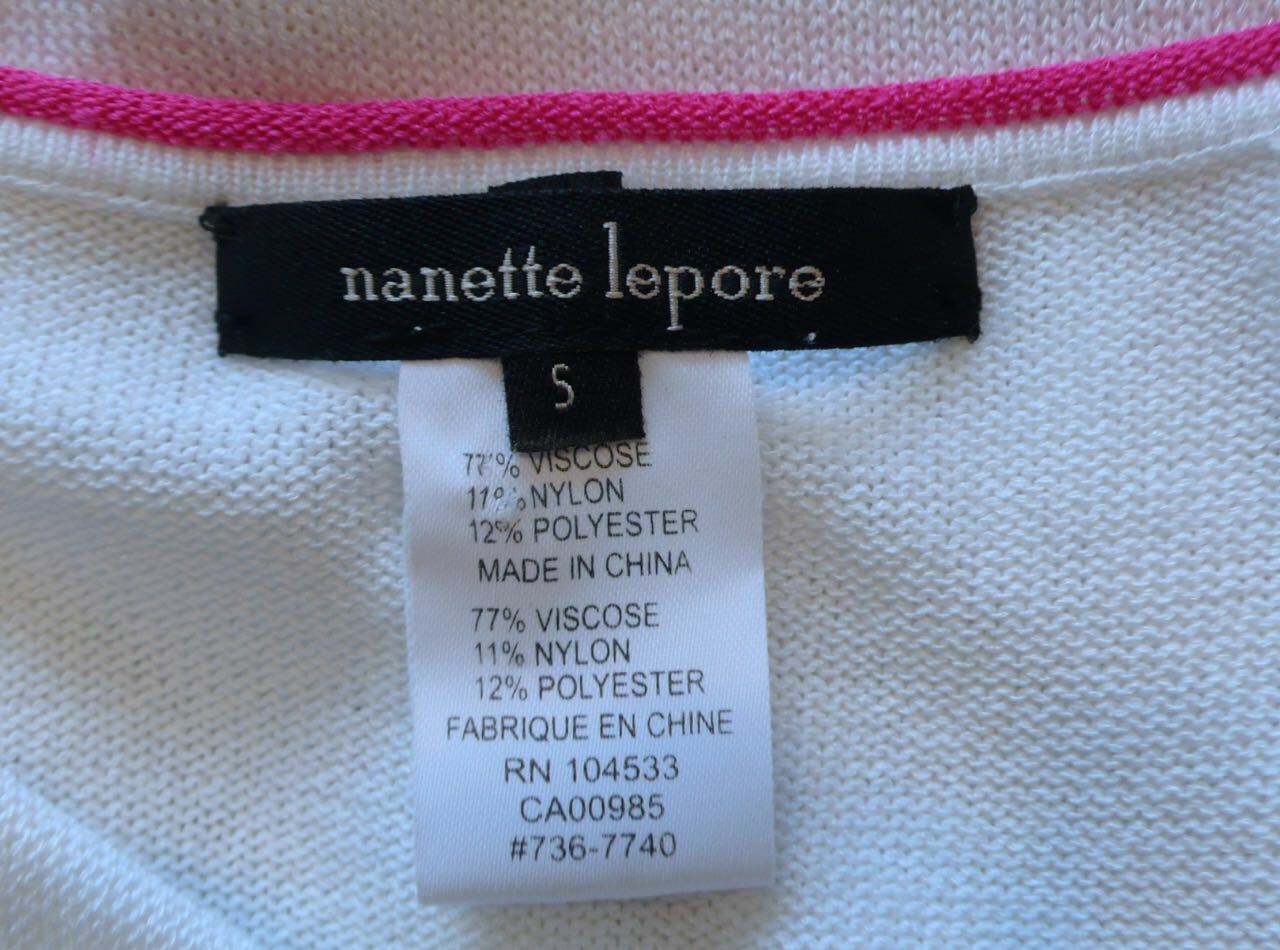 nanette lepore
S
77% VISCOSE
11% NYLON
12% POLYESTER
MADE IN CHINA
77% VISCOSE
11% NYLON
12% POLYESTER
FABRIQUE EN CHINE
RN 104533
CA00985
#736-7740